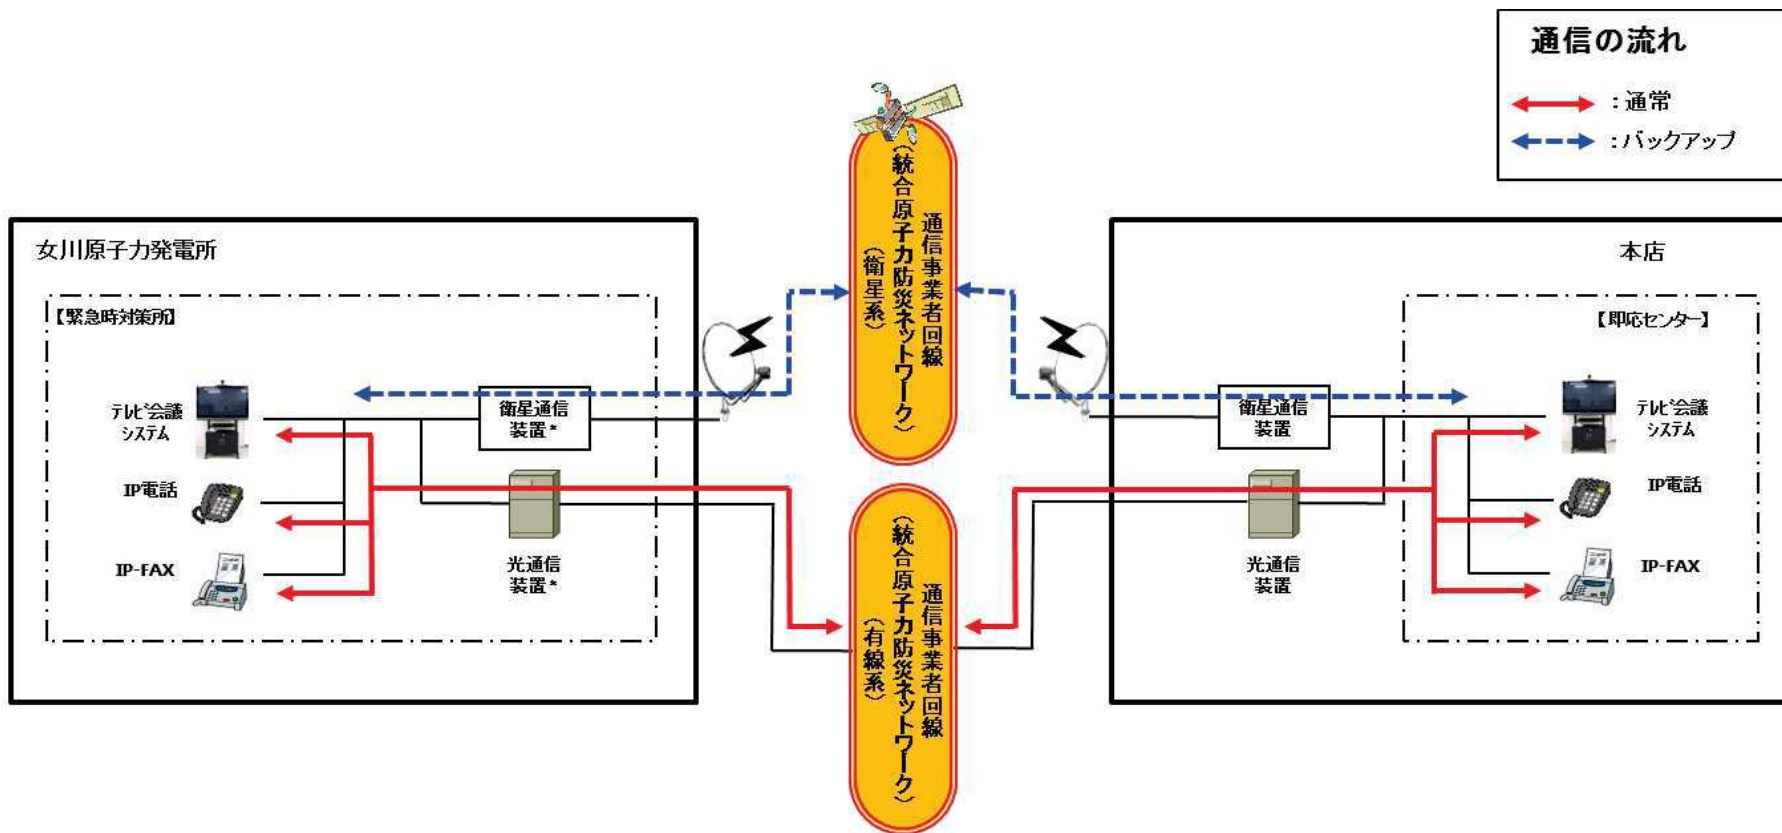 通信の流れ
：通常
：バックアップ
女川原子力発電所
【緊急時対策所】
テレビ会議
システム
IP電話
IP-FAX
衛星通信
装置*
光通信
装置*
通信事業者回線
（統合原子力防災ネットワーク）
（衛星系）
通信事業者回線
（統合原子力防災ネットワーク）
（有線系）
本店
【即応センター】
衛星通信
装置
光通信
装置
テレビ会議
システム
IP電話
IP-FAX